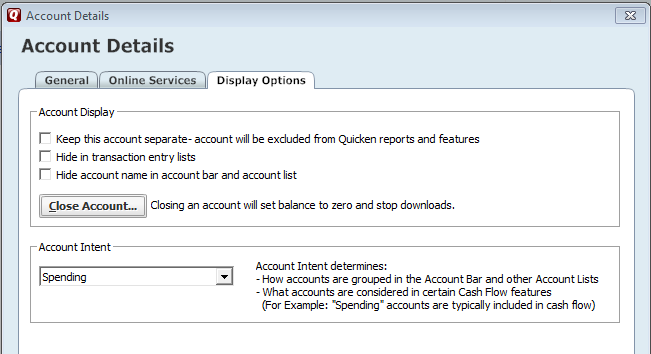 Account Details
Account Details
General
Online Services
Display Options
Account Display
Keep this account separate- account will be excluded from Quicken reports and features
Hide in transaction entry lists
Hide account name in account bar and account list
Close Account... Closing an account will set balance to zero and stop downloads.
Account Intent
Spending
Account Intent determines:
- How accounts are grouped in the Account Bar and other Account Lists
- What accounts are considered in certain Cash Flow features
(For Example: "Spending" accounts are typically included in cash flow)